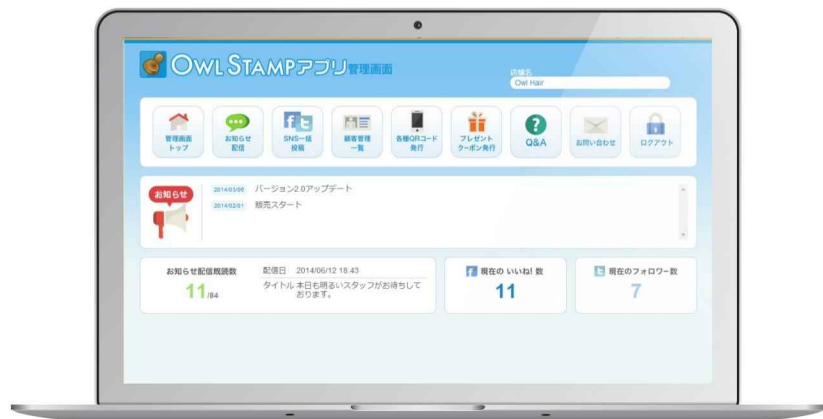 OWL STAMPアプリ管理画面
店舗名
Owl Hair
管理画面
トップ
お知らせ
配信
SNS一括
投稿
顧客管理
一覧
各種QRコード
発行
プレゼント
クーポン発行
Q&A
お問い合わせ
ログアウト
お知らせ
2014/03/06 バージョン2.0アップデート
2014/02/01 販売スタート
お知らせ配信既読数
11/84
配信日 2014/06/12 18:43
タイトル 本日も明るいスタッフがお待ちして
おります。
現在の いいね! 数
11
現在のフォロワー数
7